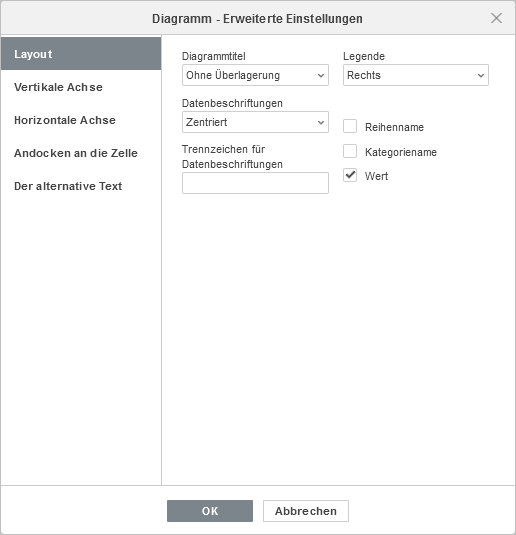 Diagramm - Erweiterte Einstellungen
Layout
Vertikale Achse
Horizontale Achse
Andocken an die Zelle
Der alternative Text
Diagrammtitel
Ohne Überlagerung
Legende
Rechts
Datenbeschriftungen
Zentriert
Trennzeichen für
Datenbeschriftungen
Reihenname
Kategoriename
Wert
OK
Abbrechen